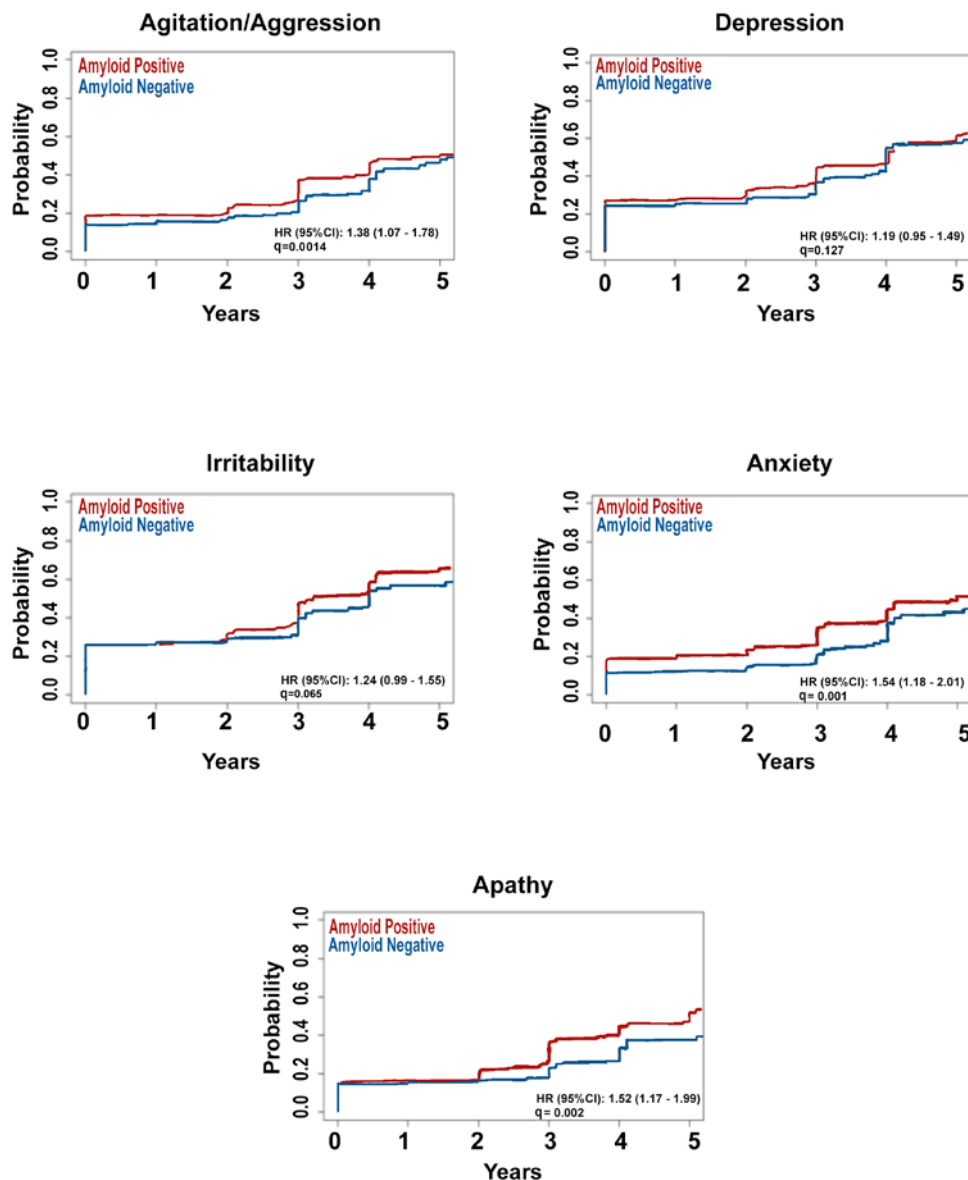 Agitation/Aggression
Probability
0.0 0.2 0.4 0.6 0.8 1.0
Amyloid Positive
Amyloid Negative
HR (95%CI): 1.38 (1.07 - 1.78)
q=0.0014
0 1 2 3 4 5
Years
Depression
Probability
0.0 0.2 0.4 0.6 0.8 1.0
Amyloid Positive
Amyloid Negative
HR (95%CI): 1.19 (0.95 - 1.49)
q=0.127
0 1 2 3 4 5
Years
Irritability
Probability
0.0 0.2 0.4 0.6 0.8 1.0
Amyloid Positive
Amyloid Negative
HR (95%CI): 1.24 (0.99 - 1.55)
q=0.065
0 1 2 3 4 5
Years
Anxiety
Probability
0.0 0.2 0.4 0.6 0.8 1.0
Amyloid Positive
Amyloid Negative
HR (95%CI): 1.54 (1.18 - 2.01)
q= 0.001
0 1 2 3 4 5
Years
Apathy
Probability
0.0 0.2 0.4 0.6 0.8 1.0
Amyloid Positive
Amyloid Negative
HR (95%CI): 1.52 (1.17 - 1.99)
q= 0.002
0 1 2 3 4 5
Years